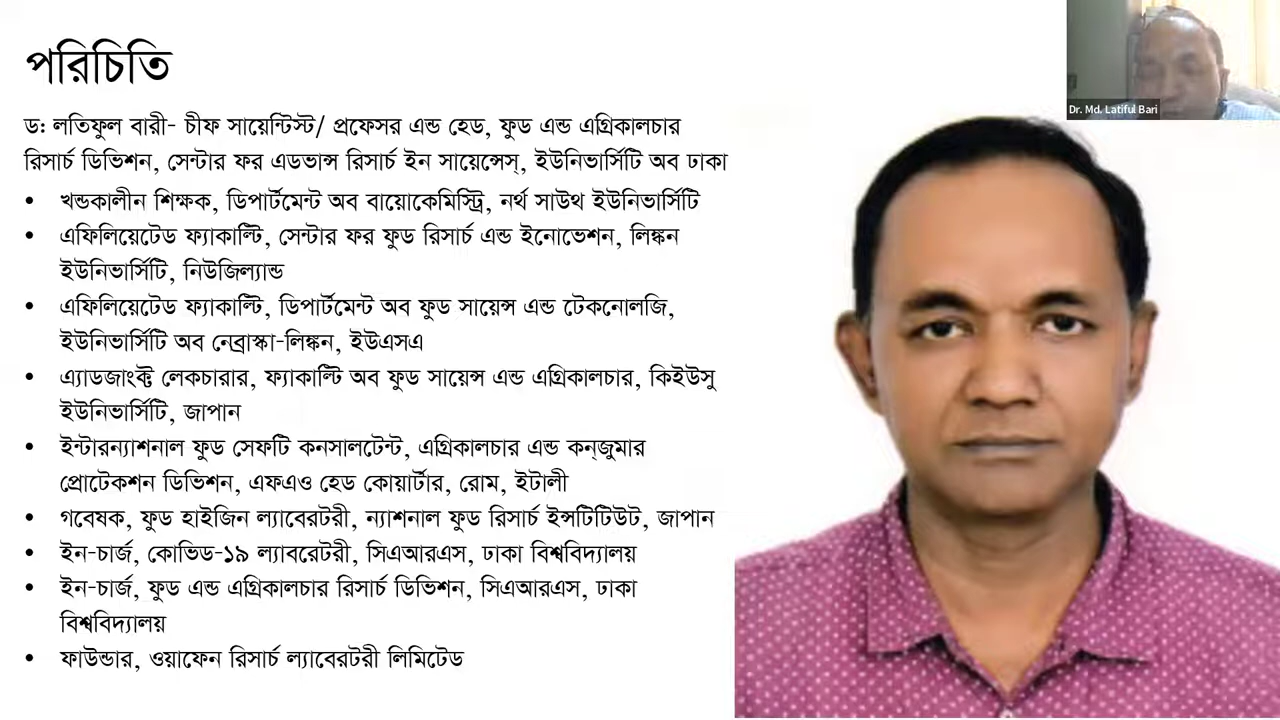 পরিচিতি
Dr. Md. Latiful Bari
ড: লতিফুল বারী- চীফ সায়েন্টিস্ট/ প্রফেসর এন্ড হেড, ফুড এন্ড এগ্রিকালচার
রিসার্চ ডিভিশন, সেন্টার ফর এডভান্স রিসার্চ ইন সায়েন্সেস্, ইউনিভার্সিটি অব ঢাকা
• খন্ডকালীন শিক্ষক, ডিপার্টমেন্ট অব বায়োকেমিস্ট্রি, নর্থ সাউথ ইউনিভার্সিটি
• এফিলিয়েটেড ফ্যাকাল্টি, সেন্টার ফর ফুড রিসার্চ এন্ড ইনোভেশন, লিঙ্কন
ইউনিভার্সিটি, নিউজিল্যান্ড
• এফিলিয়েটেড ফ্যাকাল্টি, ডিপার্টমেন্ট অব ফুড সায়েন্স এন্ড টেকনোলজি,
ইউনিভার্সিটি অব নেব্রাস্কা-লিঙ্কন, ইউএসএ
• এ্যাডজাংক্ট লেকচারার, ফ্যাকাল্টি অব ফুড সায়েন্স এন্ড এগ্রিকালচার, কিইউসু
ইউনিভার্সিটি, জাপান
• ইন্টারন্যাশনাল ফুড সেফটি কনসালটেন্ট, এগ্রিকালচার এন্ড কন্জুমার
প্রোটেকশন ডিভিশন, এফএও হেড কোয়ার্টার, রোম, ইটালী
• গবেষক, ফুড হাইজিন ল্যাবেরটরী, ন্যাশনাল ফুড রিসার্চ ইন্সটিটিউট, জাপান
• ইন-চার্জ, কোভিড-১৯ ল্যাবরেটরী, সিএআরএস, ঢাকা বিশ্ববিদ্যালয়
• ইন-চার্জ, ফুড এন্ড এগ্রিকালচার রিসার্চ ডিভিশন, সিএআরএস, ঢাকা
বিশ্ববিদ্যালয়
• ফাউন্ডার, ওয়াফেন রিসার্চ ল্যাবেরটরী লিমিটেড